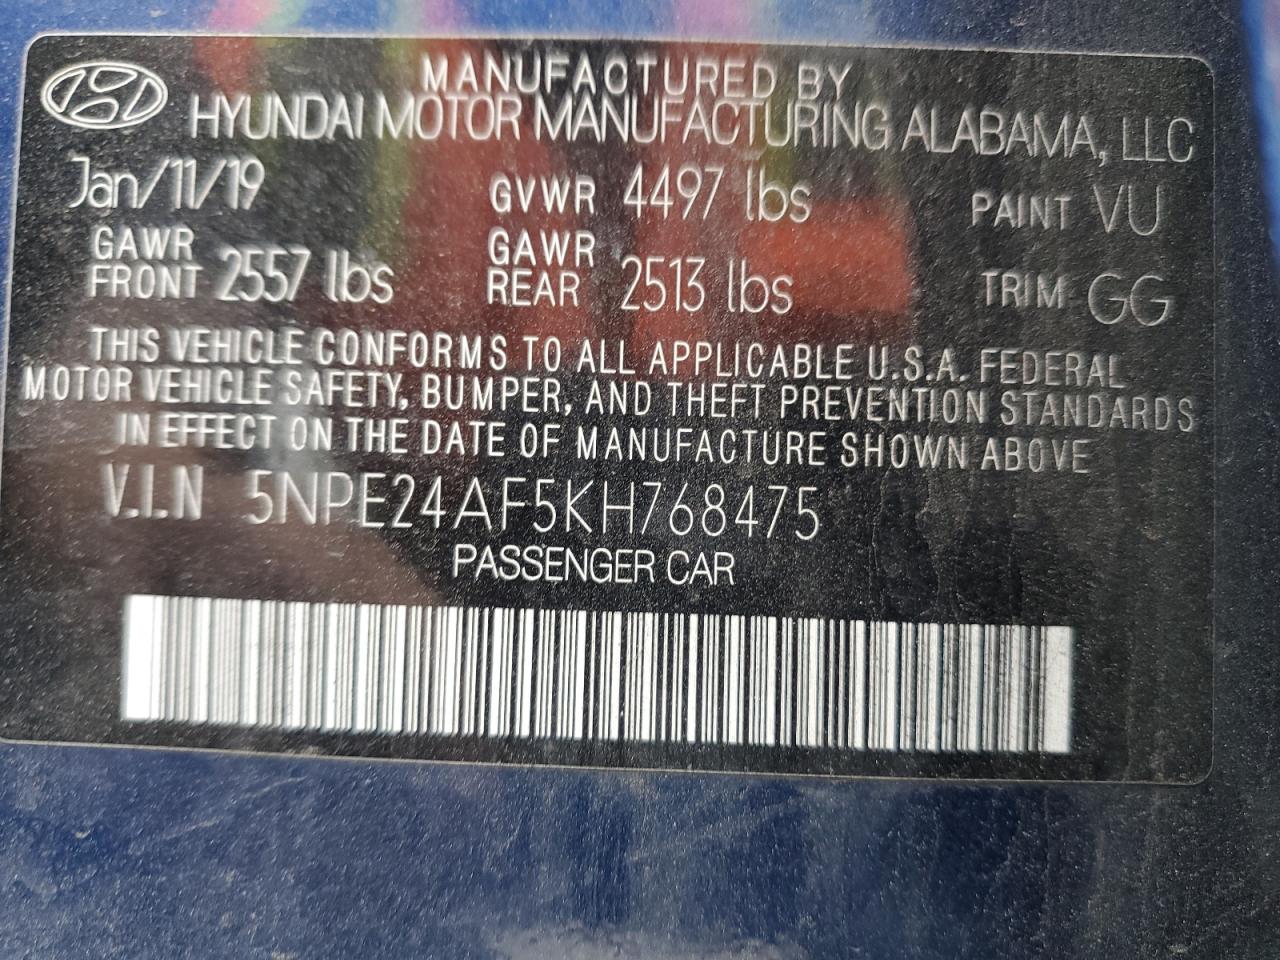 MANUFACTURED BY
HYUNDAI MOTOR MANUFACTURING ALABAMA, LLC
Jan/11/19 GVWR 4497 lbs PAINT VU
GAWR FRONT 2557 lbs GAWR REAR 2513 lbs TRIM GG
THIS VEHICLE CONFORMS TO ALL APPLICABLE U.S.A. FEDERAL
MOTOR VEHICLE SAFETY, BUMPER, AND THEFT PREVENTION STANDARDS
IN EFFECT ON THE DATE OF MANUFACTURE SHOWN ABOVE
V.I.N 5NPE24AF5KH768475
PASSENGER CAR